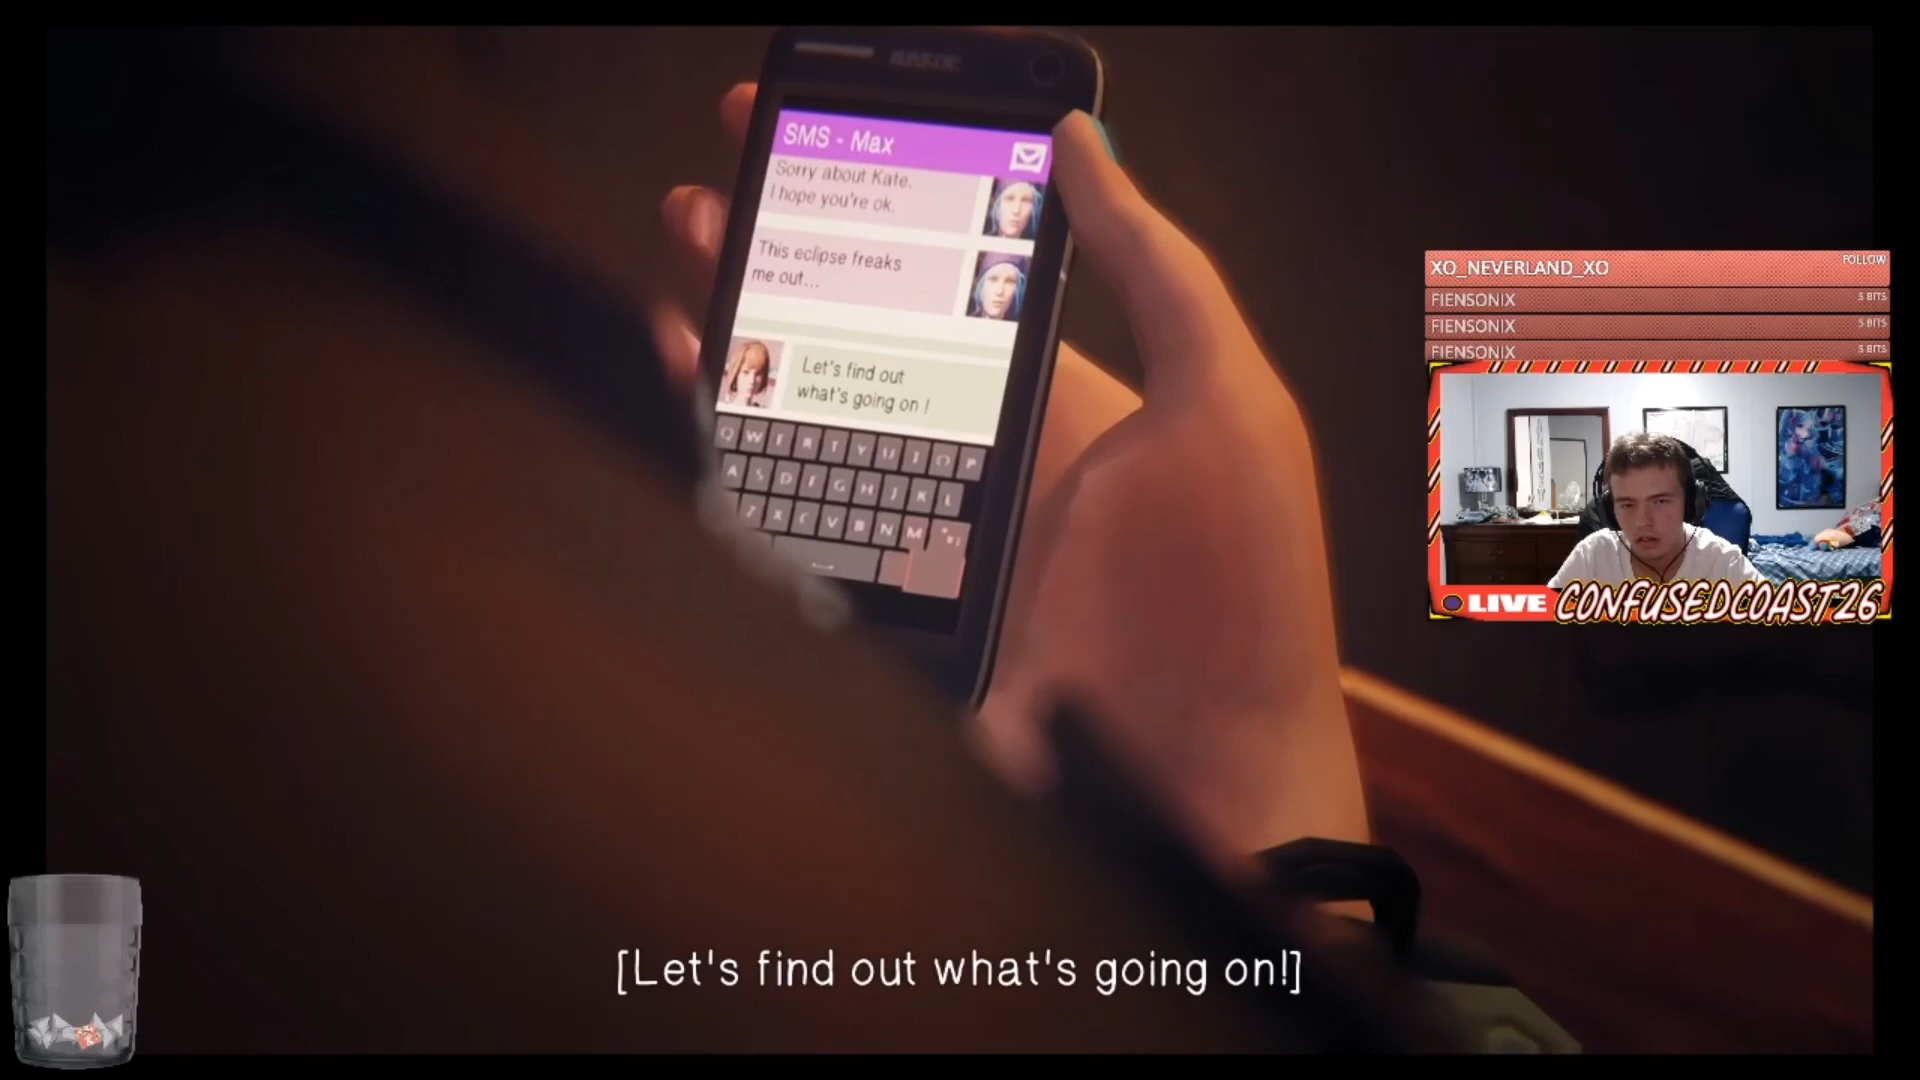 SMS - Max
Sorry about Kate.
I hope you're ok.
This eclipse freaks
me out...
Let's find out
what's going on !
Q W E R T Y U I O P
A S D F G H J K L
Z X C V B N M
XO_NEVERLAND_XO FOLLOW
FIENSONIX 5 BITS
FIENSONIX 5 BITS
FIENSONIX 5 BITS
LIVE CONFUSEDCOAST26
[Let's find out what's going on!]